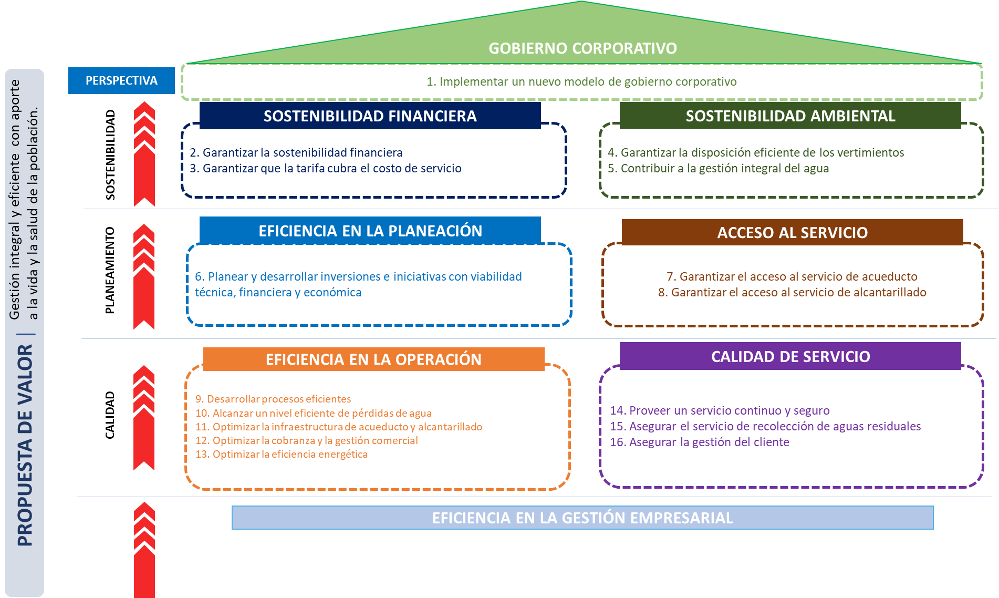 GOBIERNO CORPORATIVO
PERSPECTIVA
1. Implementar un nuevo modelo de gobierno corporativo
SOSTENIBILIDAD
SOSTENIBILIDAD FINANCIERA
2. Garantizar la sostenibilidad financiera
3. Garantizar que la tarifa cubra el costo de servicio
SOSTENIBILIDAD AMBIENTAL
4. Garantizar la disposición eficiente de los vertimientos
5. Contribuir a la gestión integral del agua
PLANEAMIENTO
EFICIENCIA EN LA PLANEACIÓN
6. Planear y desarrollar inversiones e iniciativas con viabilidad
técnica, financiera y económica
ACCESO AL SERVICIO
7. Garantizar el acceso al servicio de acueducto
8. Garantizar el acceso al servicio de alcantarillado
CALIDAD
EFICIENCIA EN LA OPERACIÓN
9. Desarrollar procesos eficientes
10. Alcanzar un nivel eficiente de pérdidas de agua
11. Optimizar la infraestructura de acueducto y alcantarillado
12. Optimizar la cobranza y la gestión comercial
13. Optimizar la eficiencia energética
CALIDAD DE SERVICIO
14. Proveer un servicio continuo y seguro
15. Asegurar el servicio de recolección de aguas residuales
16. Asegurar la gestión del cliente
EFICIENCIA EN LA GESTIÓN EMPRESARIAL
PROPUESTA DE VALOR |
Gestión integral y eficiente con aporte
a la vida y la salud de la población.